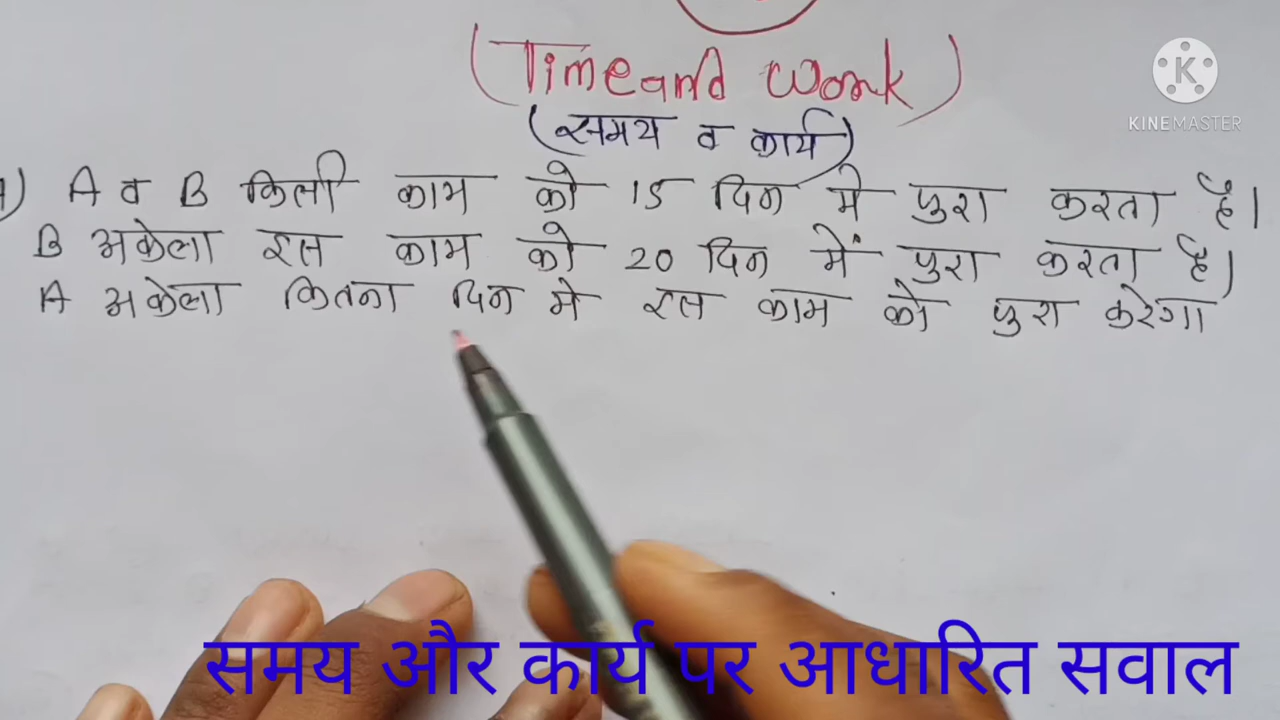 (Time and Work)
(समय व कार्य)
A व B किसी काम को 15 दिन मे पुरा करता है।
B अकेला इस काम को 20 दिन में पुरा करता है।
A अकेला कितना दिन मे इस काम को पुरा करेगा
K
KINEMASTER
समय और कार्य पर आधारित सवाल